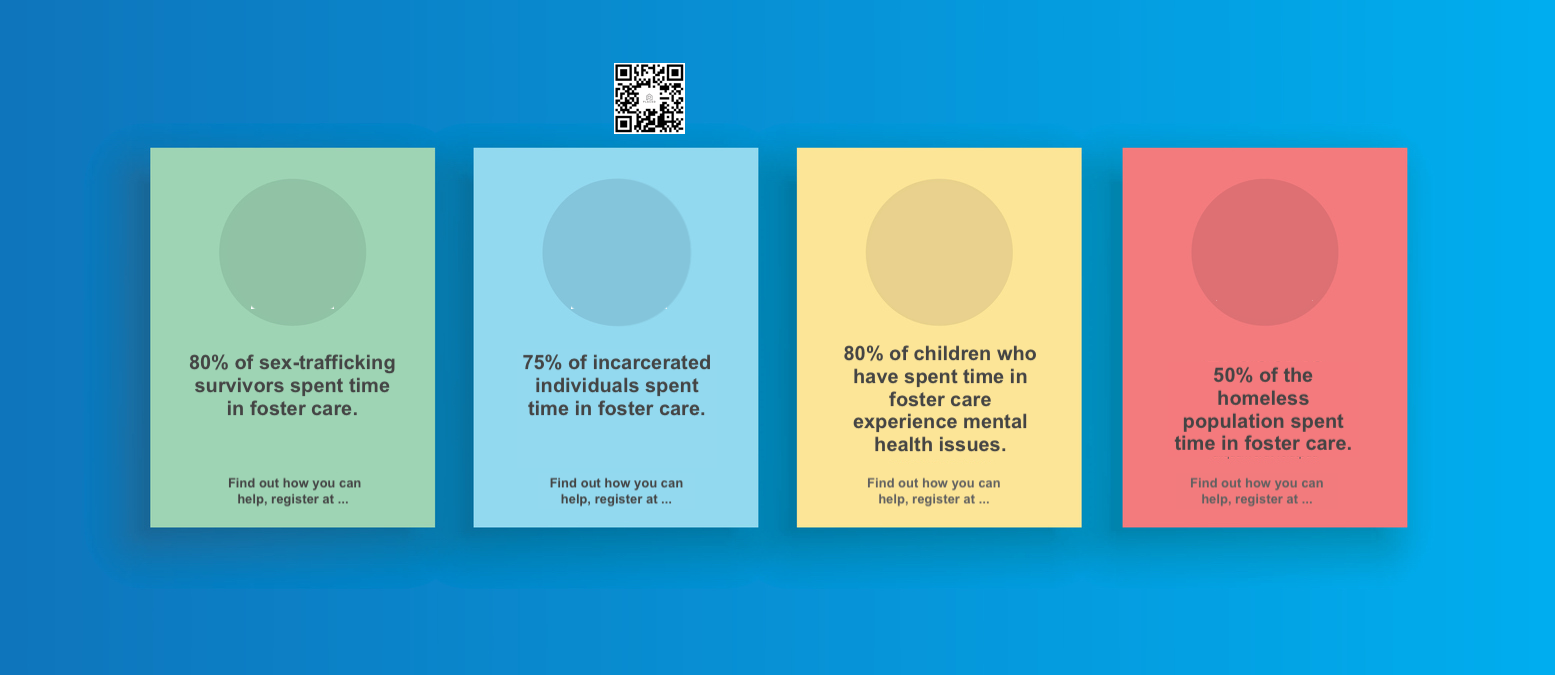 80% of sex-trafficking
survivors spent time
in foster care.
Find out how you can
help, register at ...
75% of incarcerated
individuals spent
time in foster care.
Find out how you can
help, register at ...
80% of children who
have spent time in
foster care
experience mental
health issues.
Find out how you can
help, register at ...
50% of the
homeless
population spent
time in foster care.
Find out how you can
help, register at ...